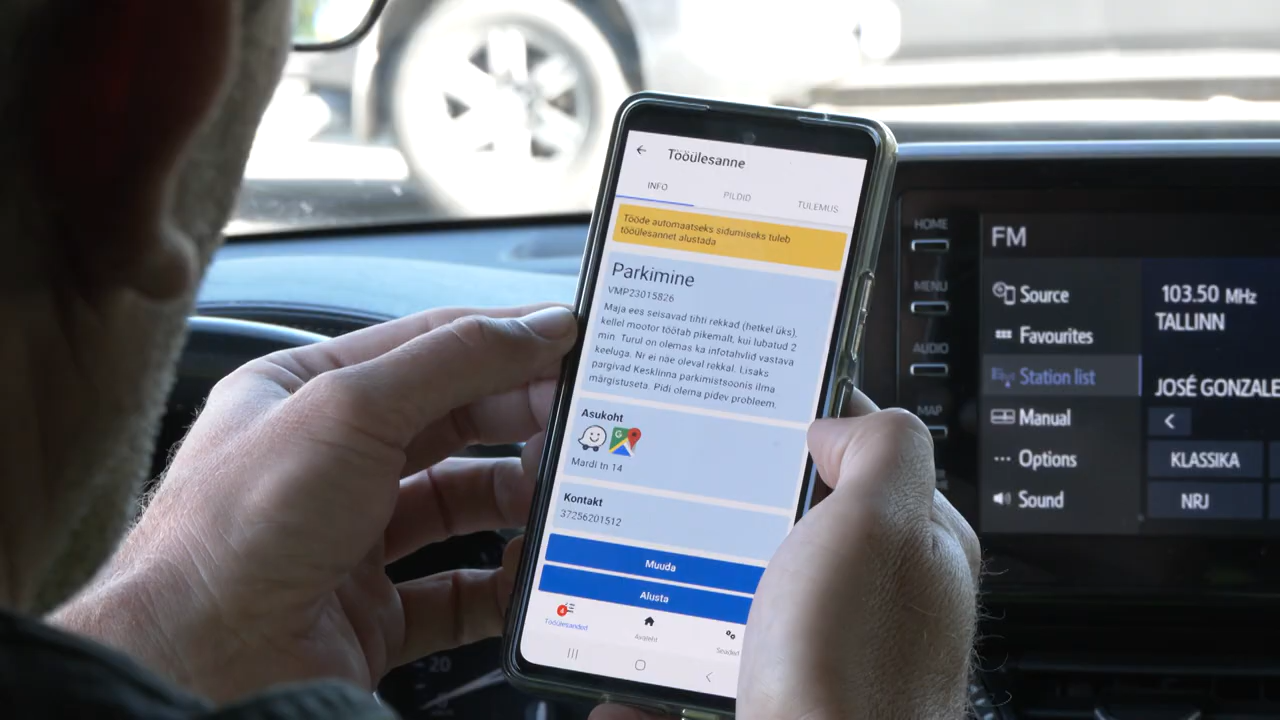 Tööülesanne
INFO
PILDID
TULEMUS
Tööde automaatseks sidumiseks tuleb
tööülesannet alustada
Parkimine
VMP23015826
Maja ees seisavad tihti rekkad (hetkel üks),
kellel mootor töötab pikemalt, kui lubatud 2
min. Turul on olemas ka infotahvlid vastava
keeluga. Nr ei näe oleval rekkal. Lisaks
pargivad Kesklinna parkimistsoonis ilma
märgistuseta. Pidi olema pidev probleem.
Asukoht
Mardi tn 14
Kontakt
37256201512
Muuda
Alusta
4
Tööülesanded
Avaleht
Seaded
HOME
MENU
AUDIO
MAP
FM
Source
Favourites
Station list
Manual
Options
Sound
103.50 MHz
TALLINN
JOSÉ GONZALE
<
KLASSIKA
NRJ
20